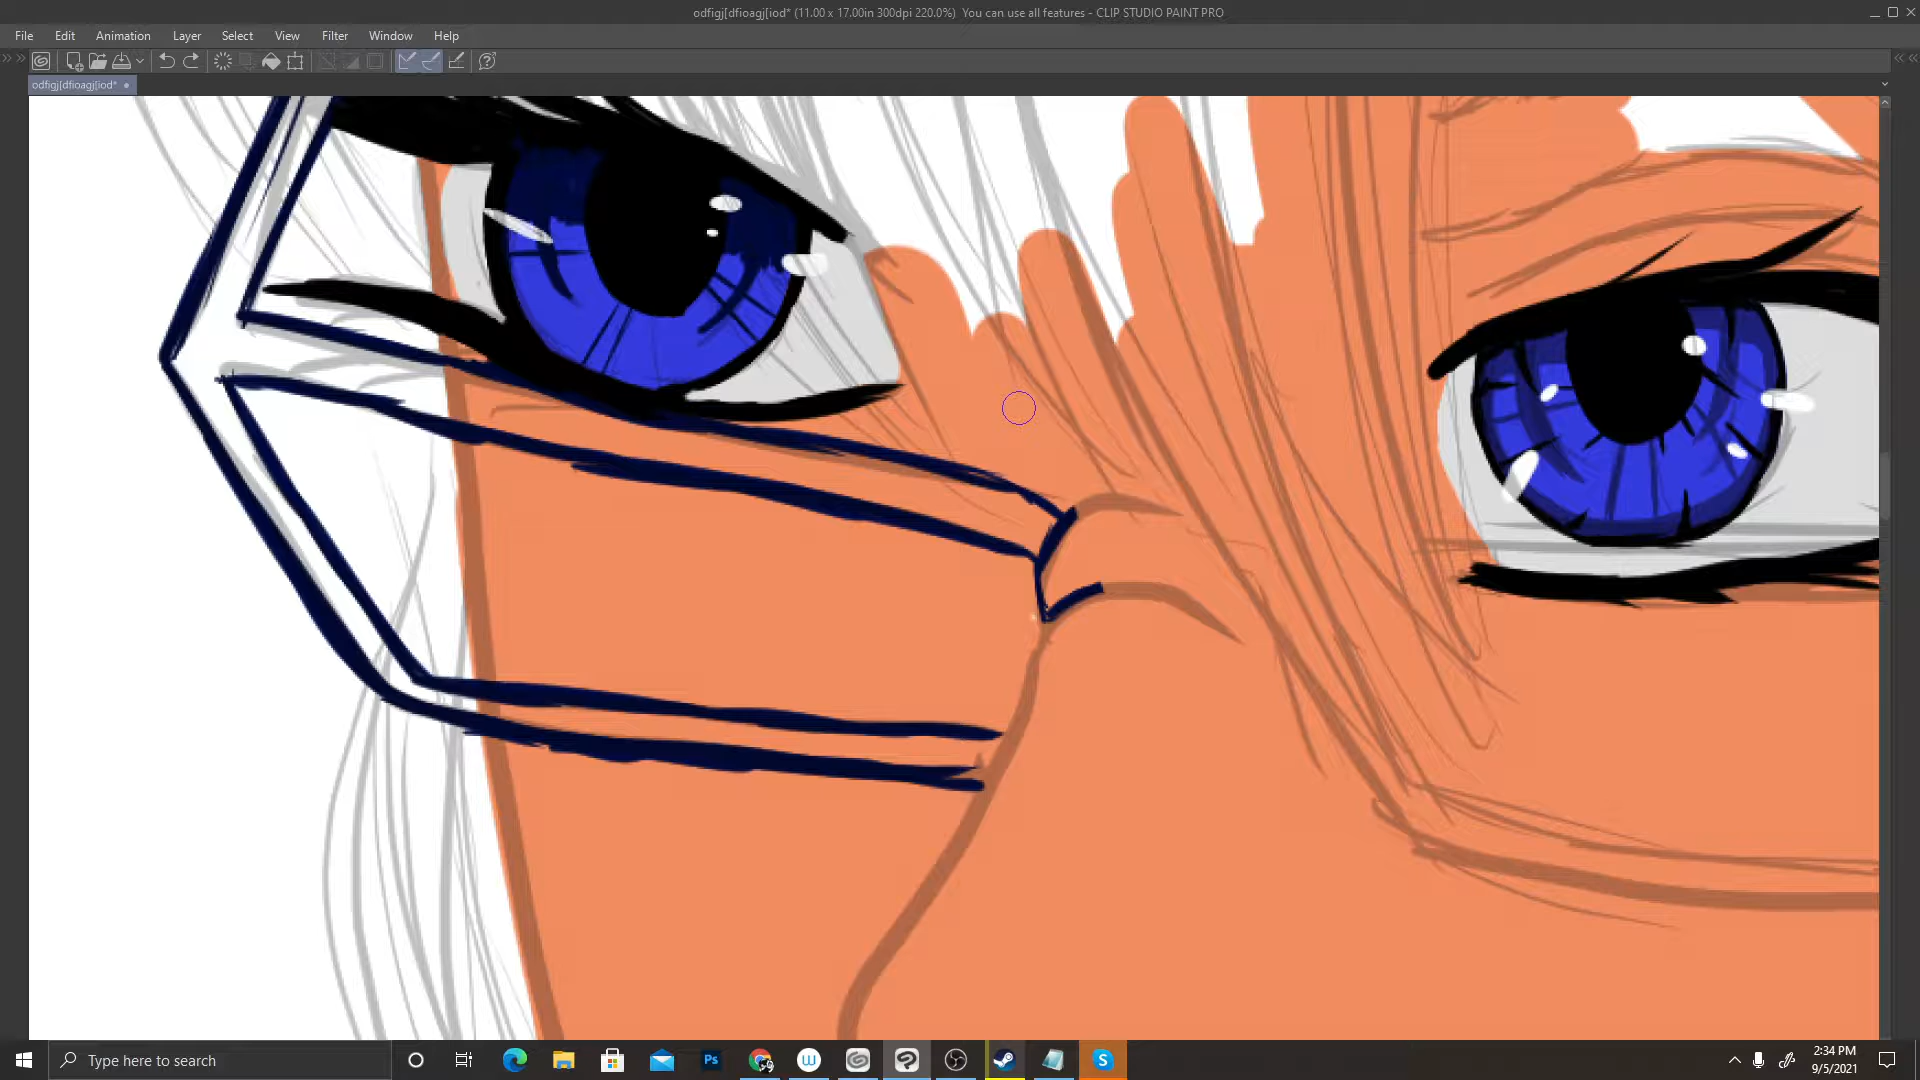 odfigj[dfioagj[iod* (11.00 x 17.00in 300dpi 220.0%)  You can use all features - CLIP STUDIO PAINT PRO
File Edit Animation Layer Select View Filter Window Help
odfigj[dfioagj[iod*
Type here to search
Ps
W
S
2:34 PM
9/5/2021